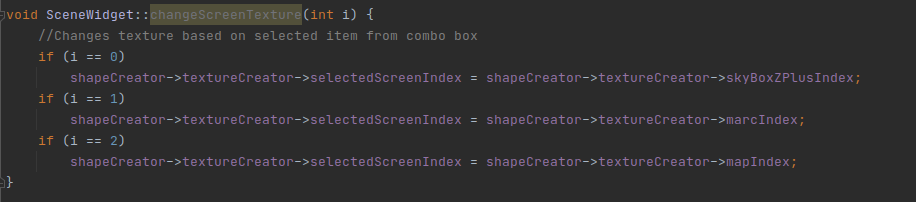 void SceneWidget::changeScreenTexture(int i) {
    //Changes texture based on selected item from combo box
    if (i == 0)
        shapeCreator->textureCreator->selectedScreenIndex = shapeCreator->textureCreator->skyBoxZPlusIndex;
    if (i == 1)
        shapeCreator->textureCreator->selectedScreenIndex = shapeCreator->textureCreator->marcIndex;
    if (i == 2)
        shapeCreator->textureCreator->selectedScreenIndex = shapeCreator->textureCreator->mapIndex;
}